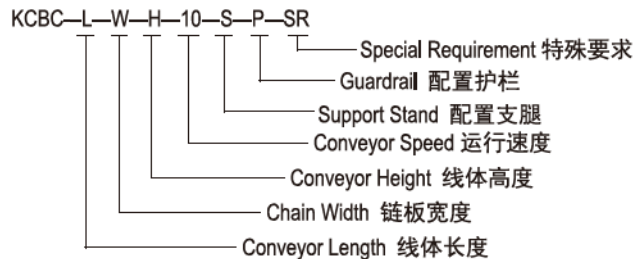 KCBC—L—W—H—10—S—P—SR
Special Requirement 特殊要求
Guardrail 配置护栏
Support Stand 配置支腿
Conveyor Speed 运行速度
Conveyor Height 线体高度
Chain Width 链板宽度
Conveyor Length 线体长度